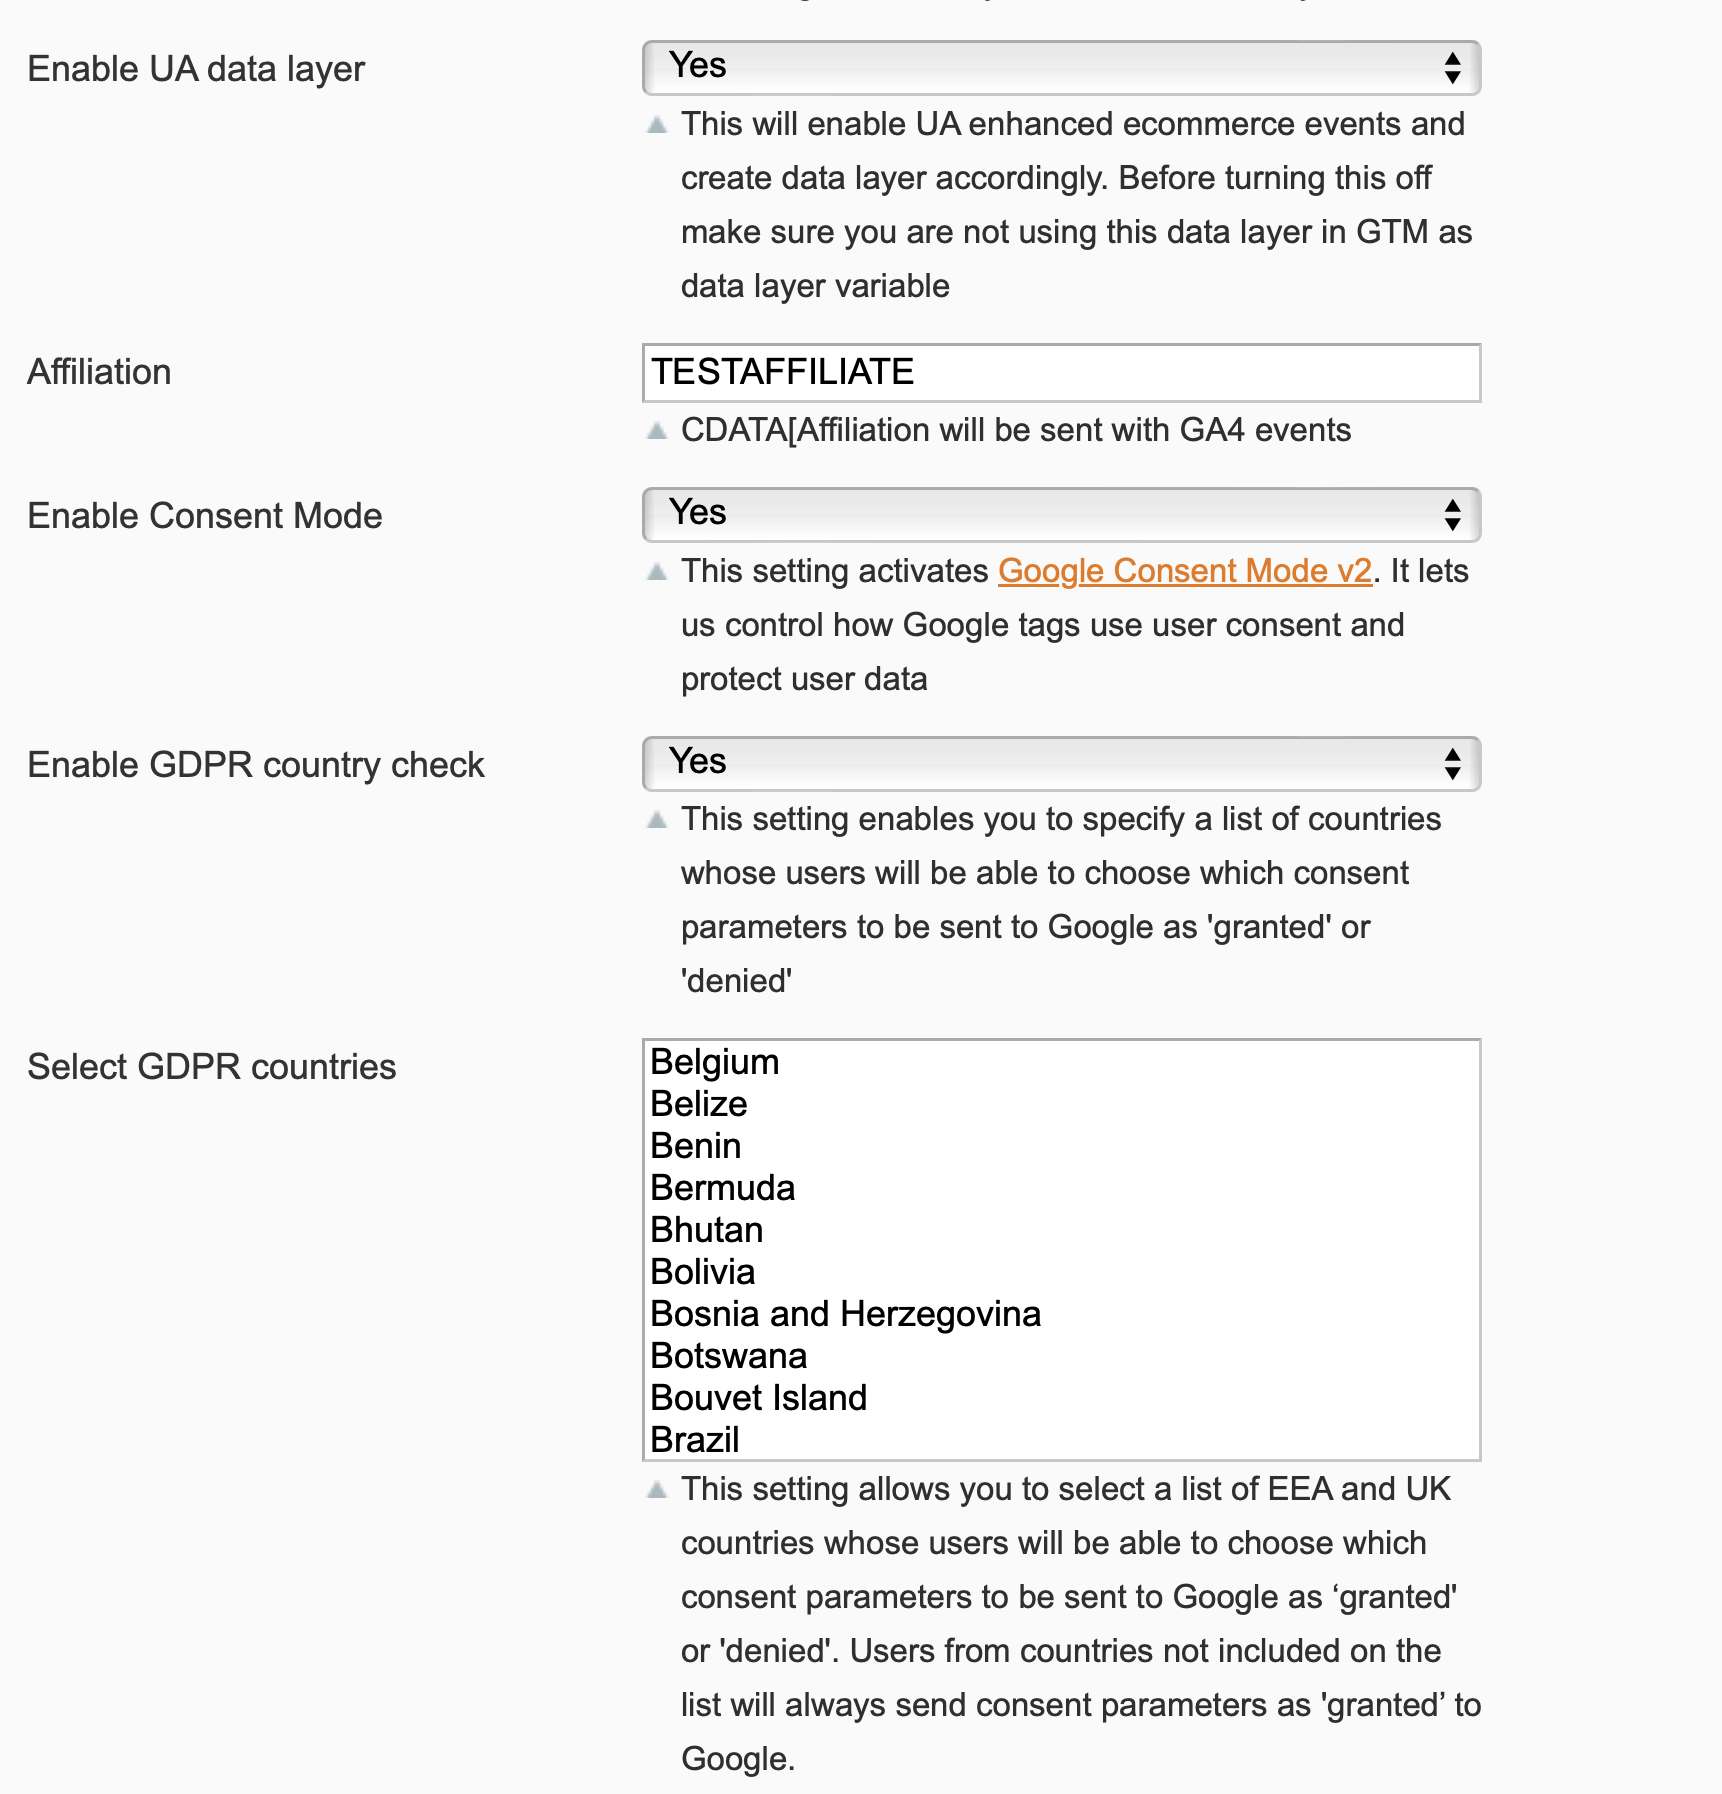 Enable UA data layer
Yes
This will enable UA enhanced ecommerce events and
create data layer accordingly. Before turning this off
make sure you are not using this data layer in GTM as
data layer variable
Affiliation
TESTAFFILIATE
CDATA[Affiliation will be sent with GA4 events
Enable Consent Mode
Yes
This setting activates Google Consent Mode v2. It lets
us control how Google tags use user consent and
protect user data
Enable GDPR country check
Yes
This setting enables you to specify a list of countries
whose users will be able to choose which consent
parameters to be sent to Google as 'granted' or
'denied'
Select GDPR countries
Belgium
Belize
Benin
Bermuda
Bhutan
Bolivia
Bosnia and Herzegovina
Botswana
Bouvet Island
Brazil
This setting allows you to select a list of EEA and UK
countries whose users will be able to choose which
consent parameters to be sent to Google as ‘granted'
or 'denied'. Users from countries not included on the
list will always send consent parameters as 'granted’ to
Google.